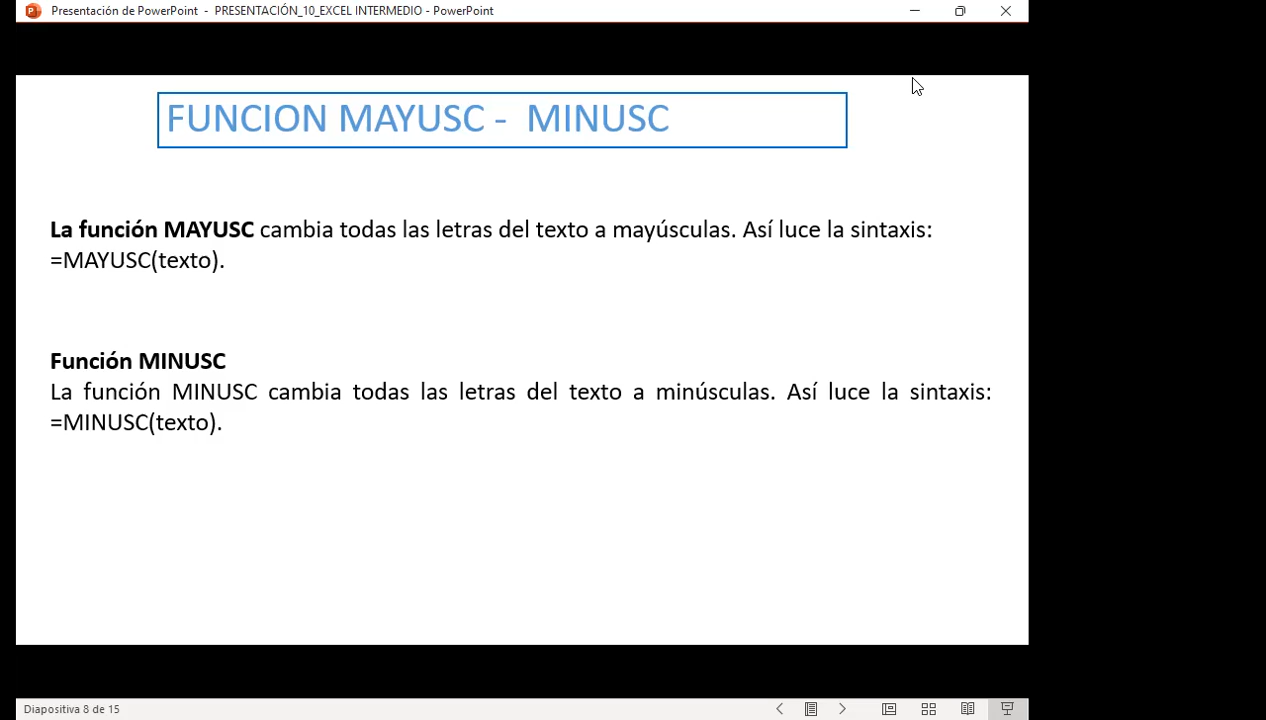 Presentación de PowerPoint - PRESENTACIÓN_10_EXCEL INTERMEDIO - PowerPoint
FUNCION MAYUSC - MINUSC
La función MAYUSC cambia todas las letras del texto a mayúsculas. Así luce la sintaxis:
=MAYUSC(texto).
Función MINUSC
La función MINUSC cambia todas las letras del texto a minúsculas. Así luce la sintaxis:
=MINUSC(texto).
Diapositiva 8 de 15